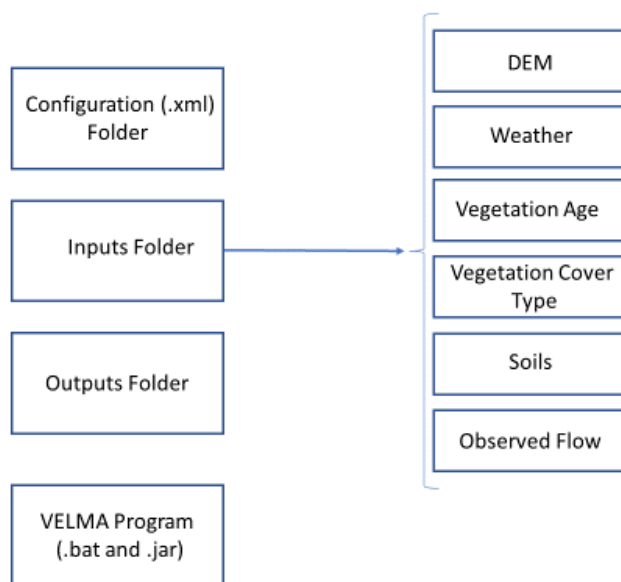 Configuration (.xml)
Folder
Inputs Folder
Outputs Folder
VELMA Program
(.bat and .jar)
DEM
Weather
Vegetation Age
Vegetation Cover
Type
Soils
Observed Flow